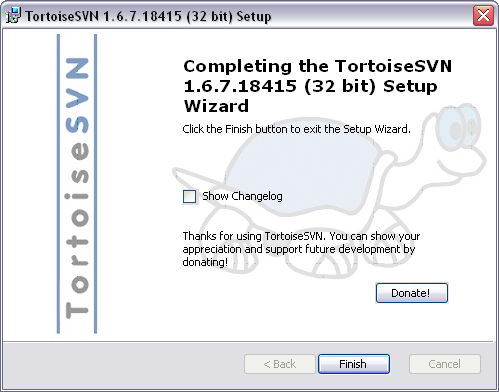 TortoiseSVN 1.6.7.18415 (32 bit) Setup
TortoiseSVN
Completing the TortoiseSVN
1.6.7.18415 (32 bit) Setup
Wizard
Click the Finish button to exit the Setup Wizard.
Show Changelog
Thanks for using TortoiseSVN. You can show your
appreciation and support future development by
donating!
Donate!
< Back
Finish
Cancel